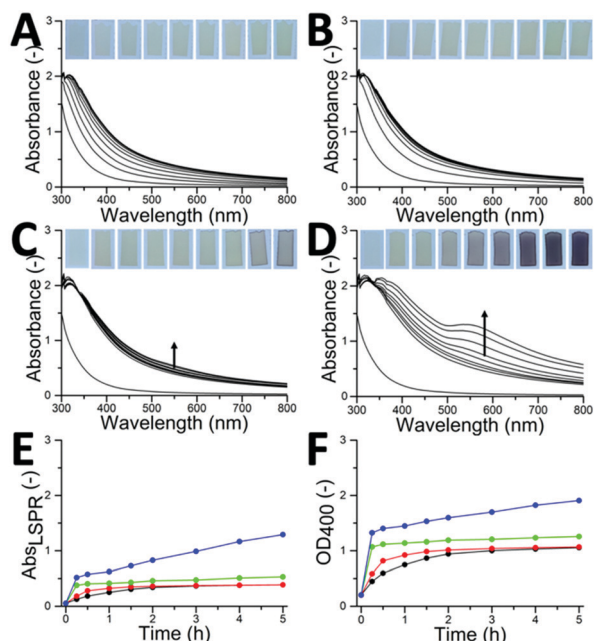 A
B
Absorbance (-)
3
2
1
0
300 400 500 600 700 800
Wavelength (nm)
Absorbance (-)
3
2
1
0
300 400 500 600 700 800
Wavelength (nm)
C
D
Absorbance (-)
3
2
1
0
300 400 500 600 700 800
Wavelength (nm)
Absorbance (-)
3
2
1
0
300 400 500 600 700 800
Wavelength (nm)
E
F
AbsLSPR (-)
3
2
1
0
0 1 2 3 4 5
Time (h)
OD400 (-)
3
2
1
0
0 1 2 3 4 5
Time (h)